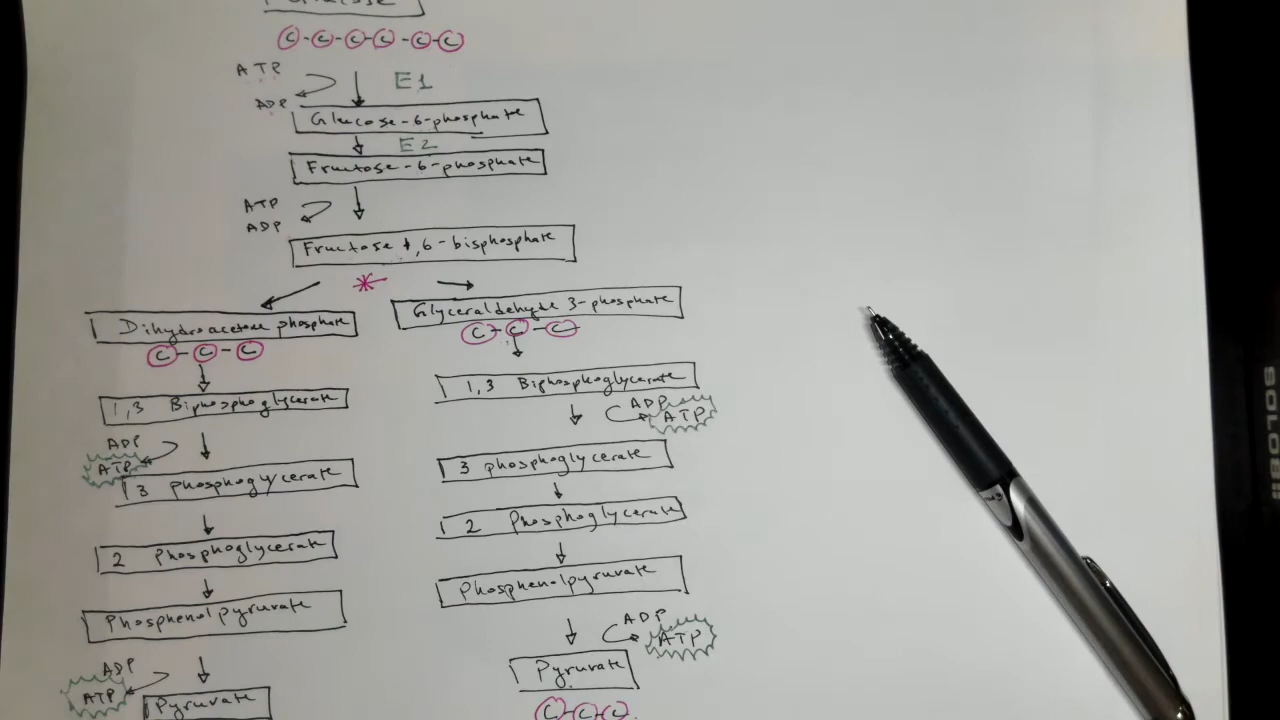 C-C-C-C-C-C
ATP
E1
ADP
Glucose-6-phosphate
E2
Fructose-6-phosphate
ATP
ADP
Fructose 1,6-bisphosphate
*
Dihydroacetone phosphate
Glyceraldehyde 3-phosphate
C-C-C
C-C-C
1,3 Biphosphoglycerate
1,3 Biphosphoglycerate
ADP
ATP
ADP
ATP
3 phosphoglycerate
3 phosphoglycerate
2 Phosphoglycerate
2 Phosphoglycerate
Phosphenolpyruvate
Phosphenolpyruvate
ADP
ATP
ADP
ATP
Pyruvate
Pyruvate
C-C-C